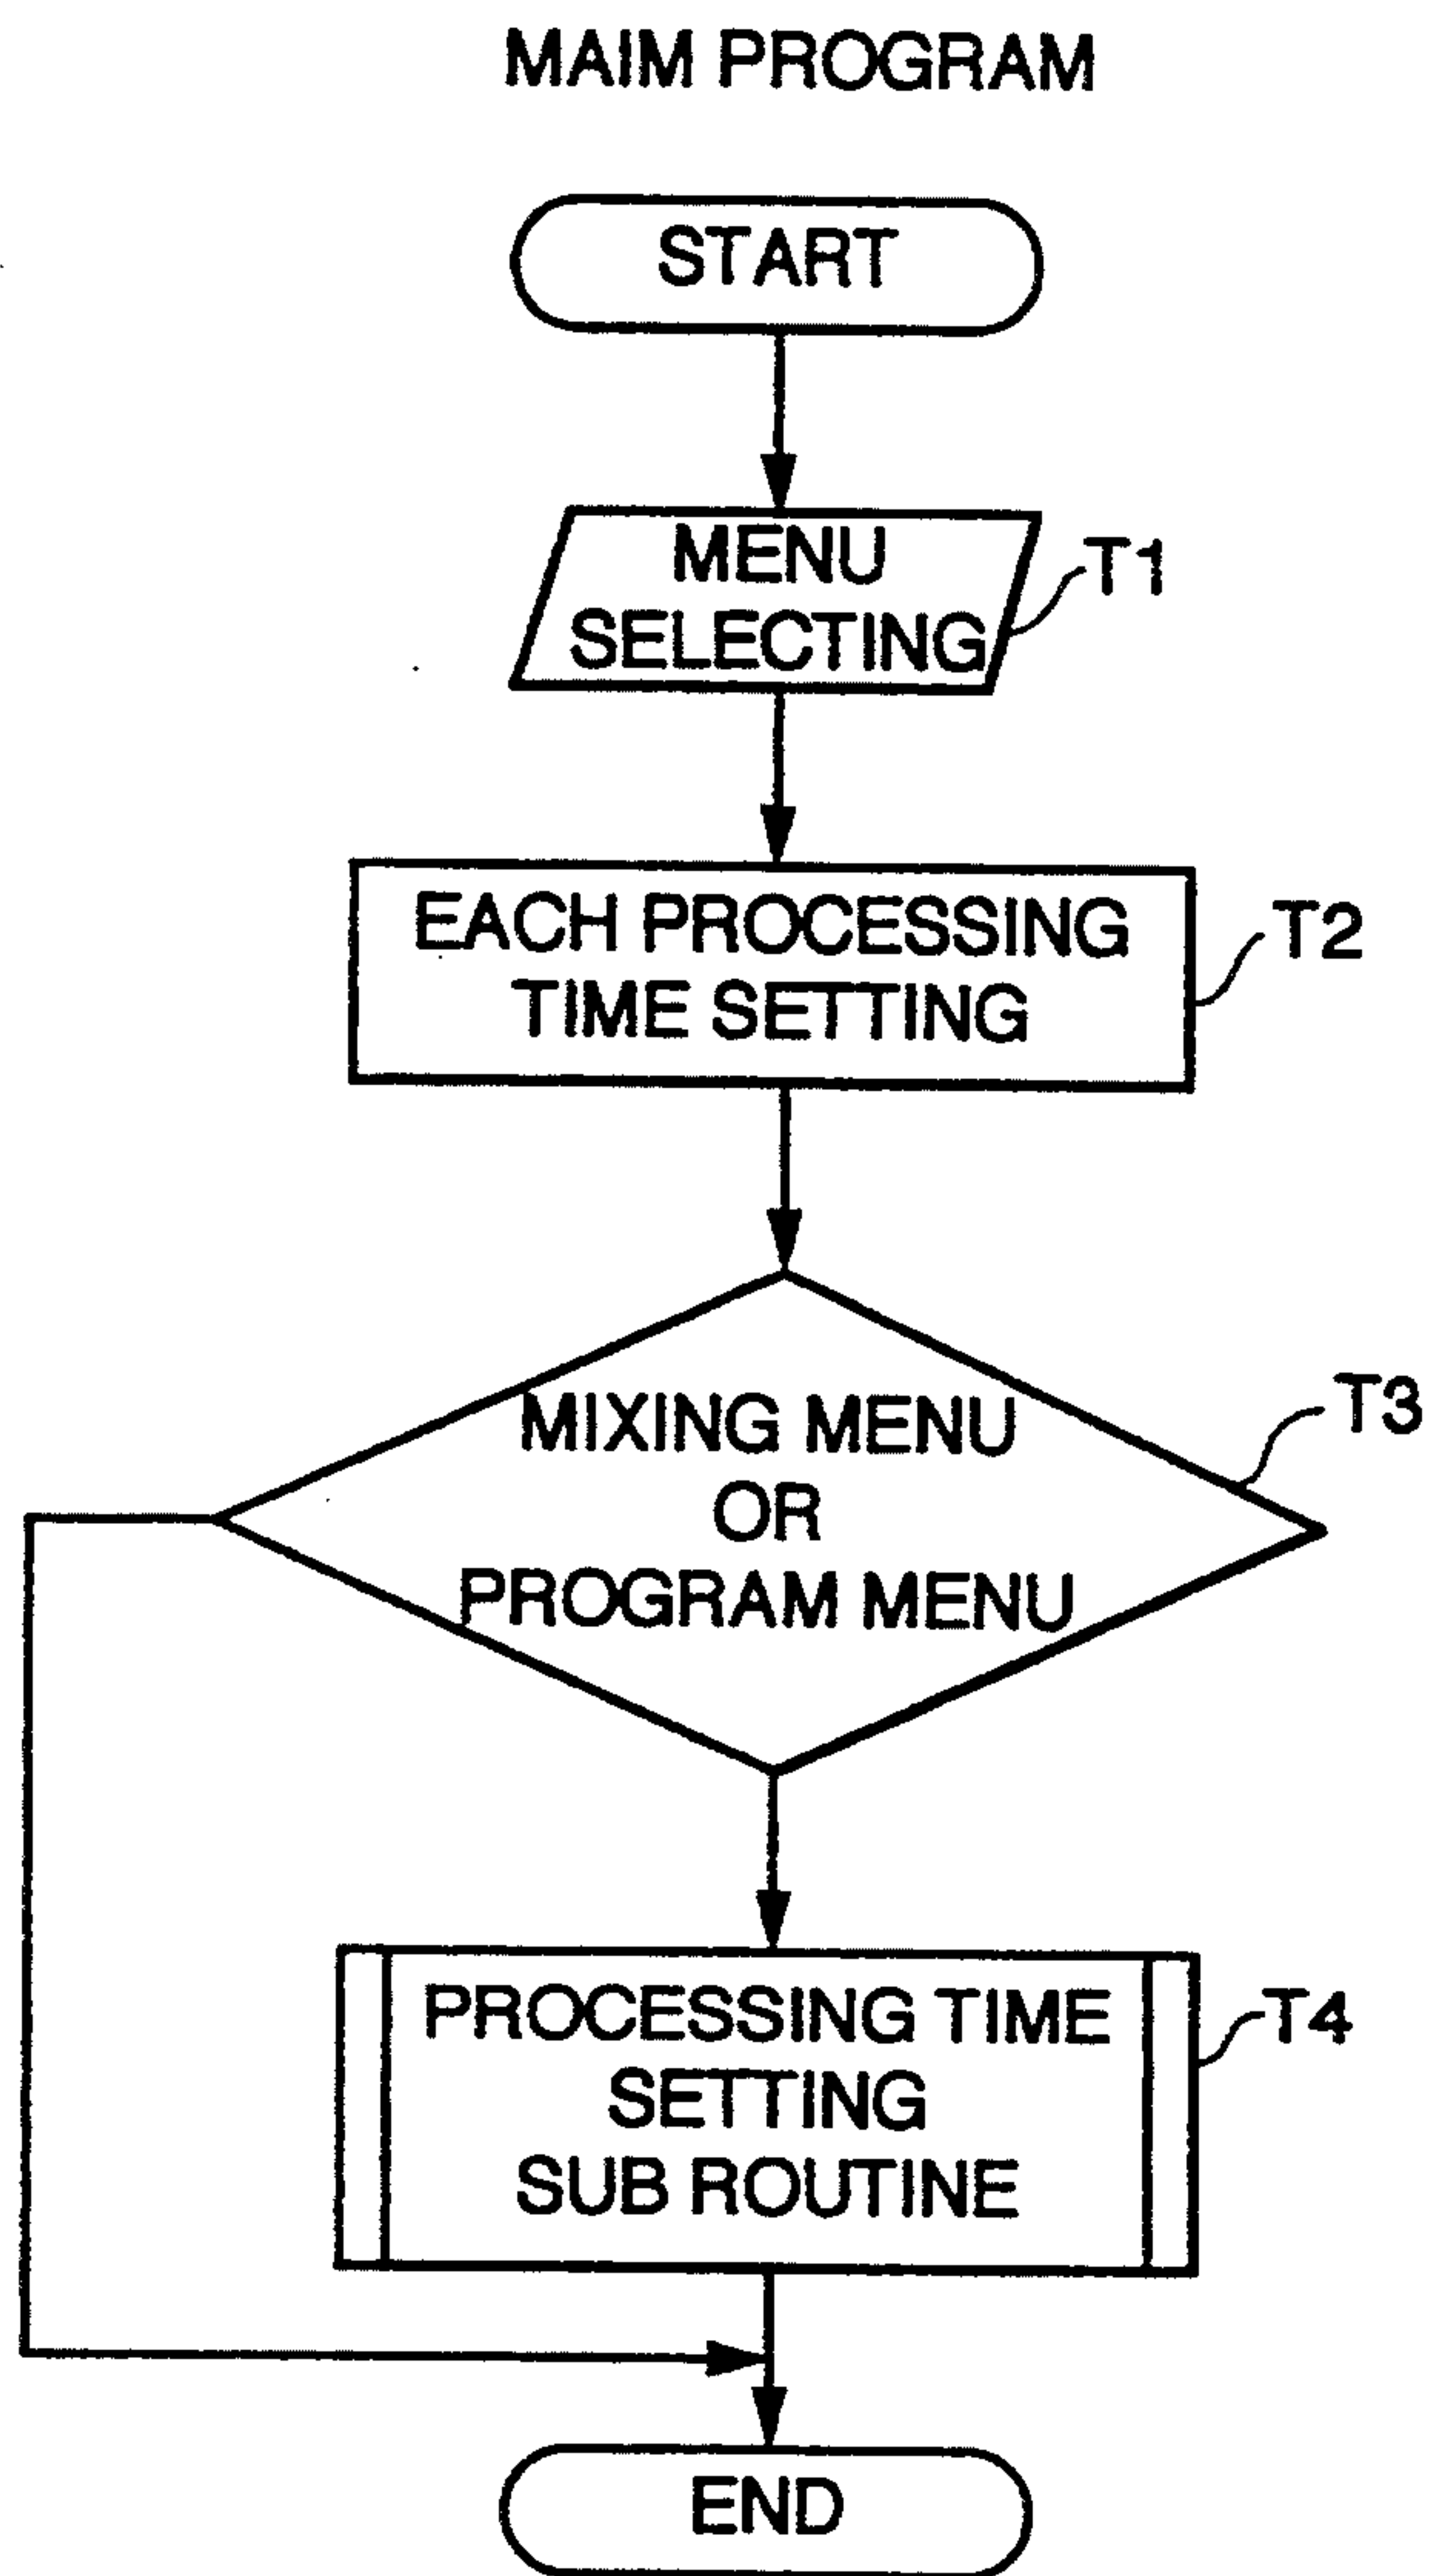 MAIM PROGRAM
START
MENU
SELECTING
T1
EACH PROCESSING
TIME SETTING
T2
MIXING MENU
OR
PROGRAM MENU
T3
PROCESSING TIME
SETTING
SUB ROUTINE
T4
END